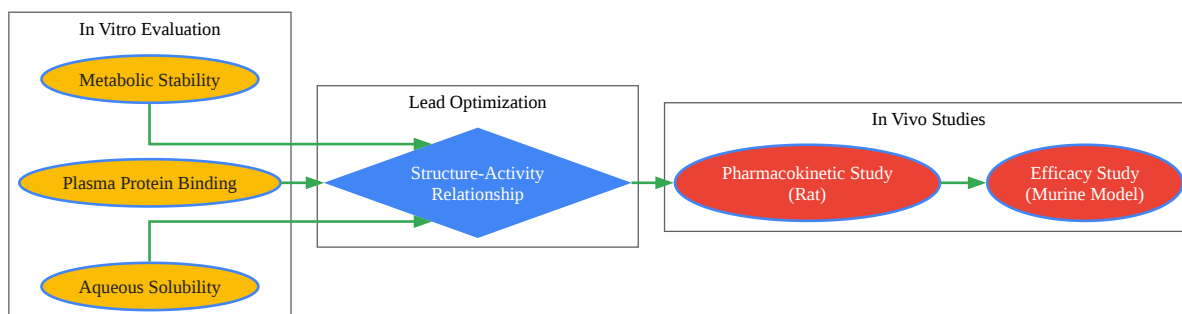 In Vitro Evaluation
Metabolic Stability
Plasma Protein Binding
Aqueous Solubility
Lead Optimization
Structure-Activity
Relationship
In Vivo Studies
Pharmacokinetic Study
(Rat)
Efficacy Study
(Murine Model)